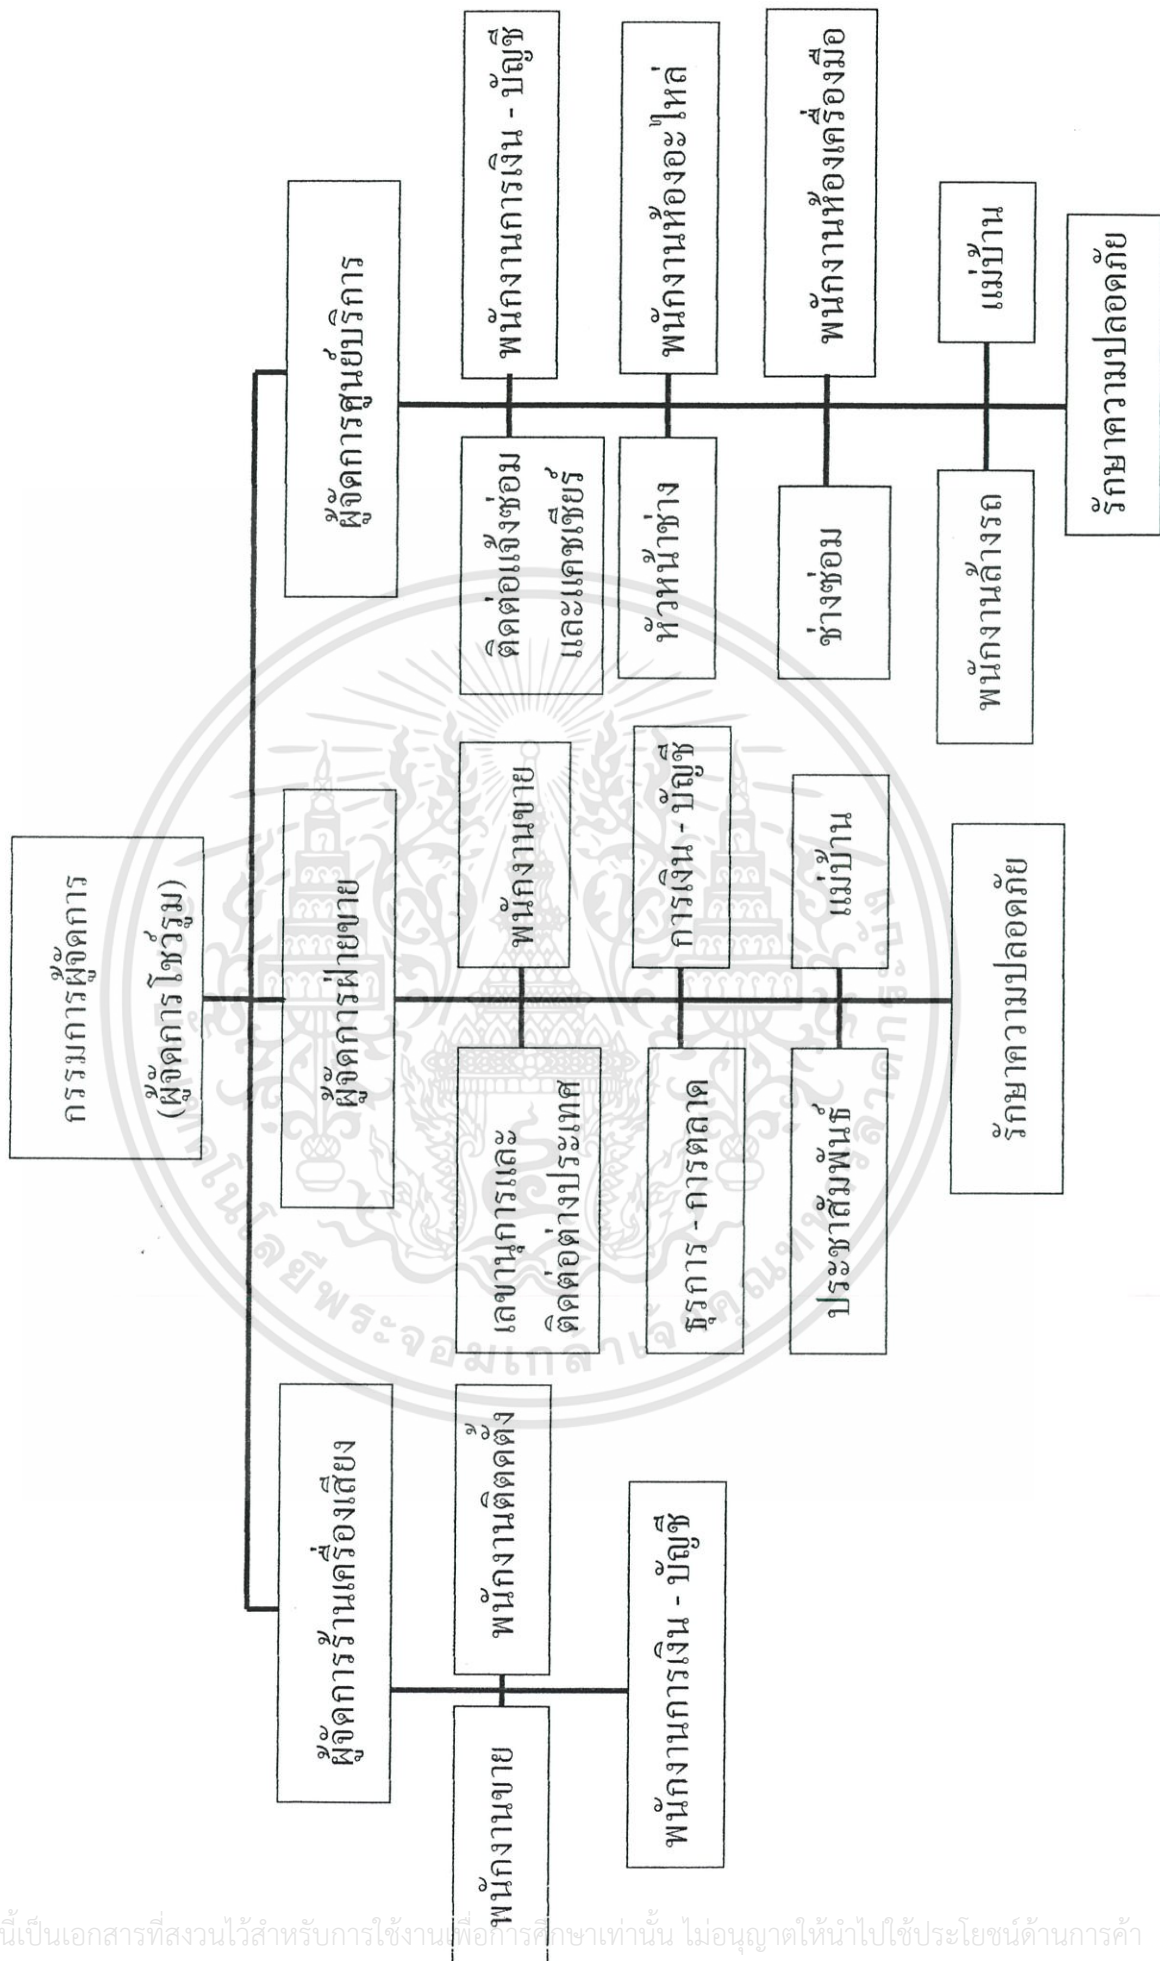 กรรมการผู้จัดการ
(ผู้จัดการโชว์รูม)
ผู้จัดการร้านเครื่องเสียง
ผู้จัดการฝ่ายขาย
ผู้จัดการศูนย์บริการ
พนักงานขาย
พนักงานติดตั้ง
พนักงานการเงิน - บัญชี
เลขานุการและ
ติดต่อต่างประเทศ
พนักงานขาย
ธุรการ - การตลาด
การเงิน - บัญชี
ประชาสัมพันธ์
แม่บ้าน
รักษาความปลอดภัย
ติดต่อแจ้งซ่อม
และแคชเชียร์
พนักงานการเงิน - บัญชี
หัวหน้าช่าง
พนักงานห้องอะไหล่
ช่างซ่อม
พนักงานห้องเครื่องมือ
พนักงานล้างรถ
แม่บ้าน
รักษาความปลอดภัย
นี้เป็นเอกสารที่สงวนไว้สำหรับการใช้งานเพื่อการศึกษาเท่านั้น ไม่อนุญาตให้นำไปใช้ประโยชน์ด้านการค้า